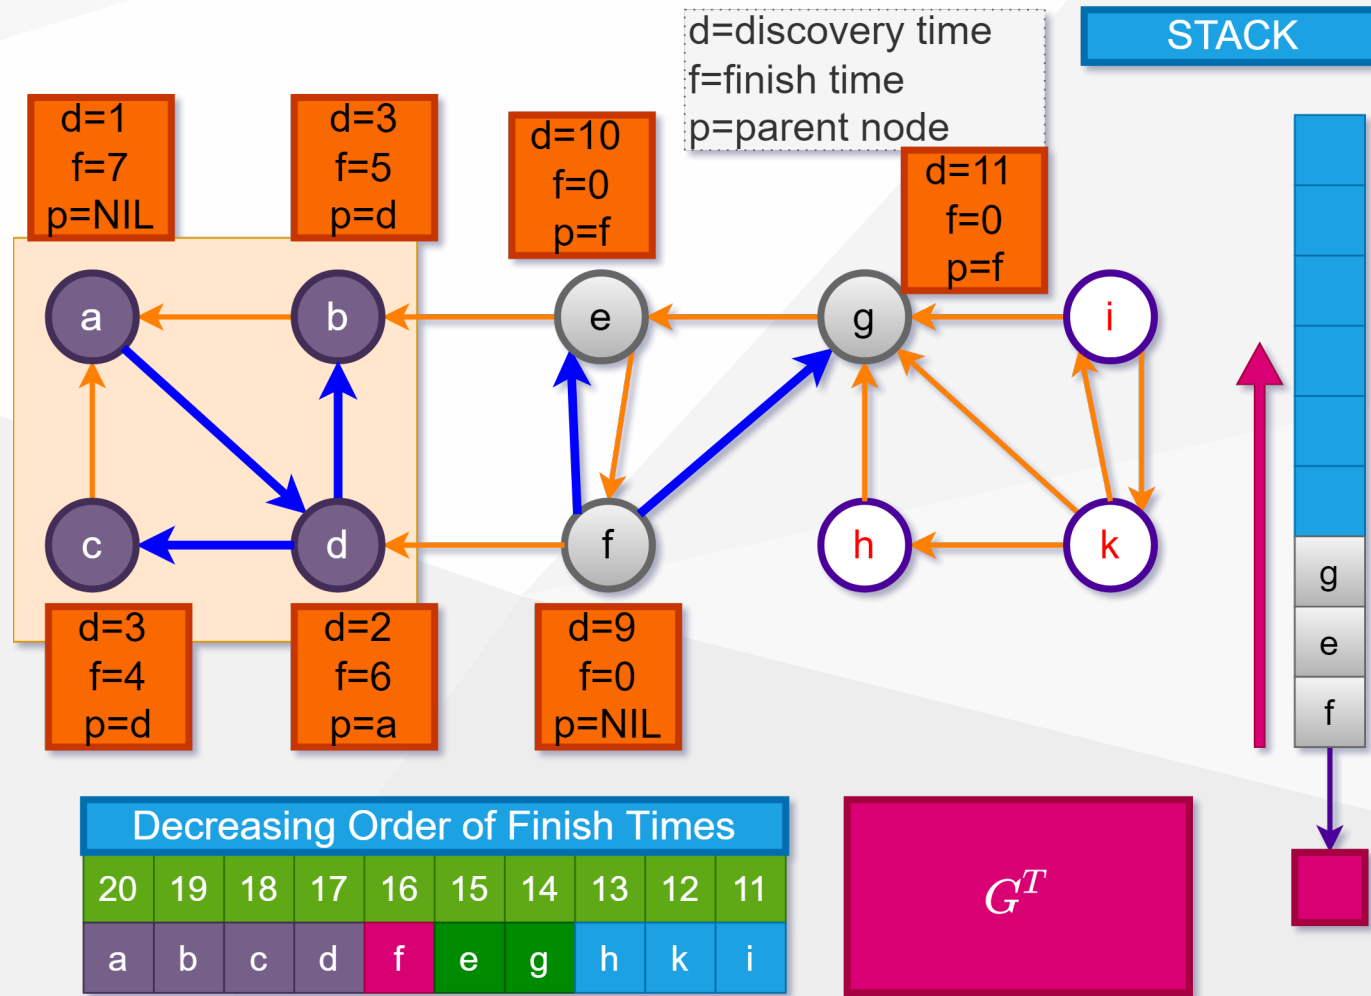 d=discovery time
f=finish time
p=parent node
STACK
d=1
f=7
p=NIL
d=3
f=5
p=d
d=10
f=0
p=f
d=11
f=0
p=f
a
b
e
g
i
c
d
f
h
k
d=3
f=4
p=d
d=2
f=6
p=a
d=9
f=0
p=NIL
g
e
f
Decreasing Order of Finish Times
20 19 18 17 16 15 14 13 12 11
a b c d f e g h k i
G^T